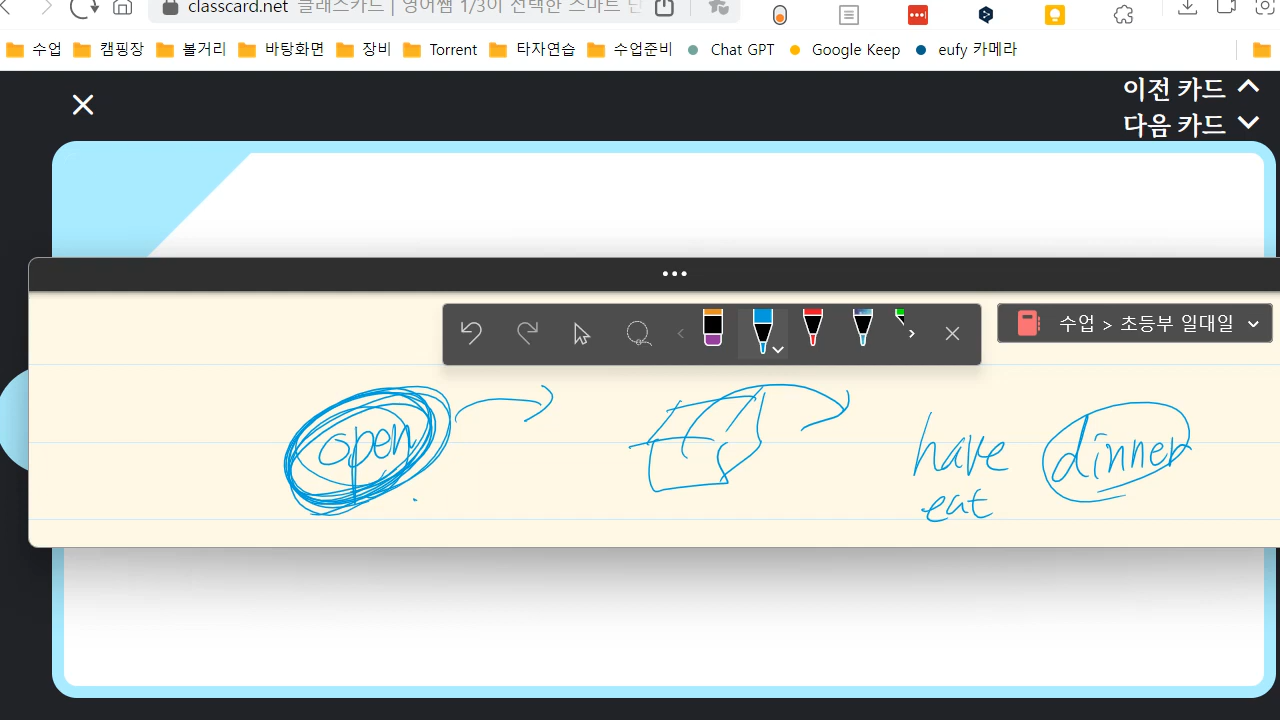 classcard.net 클래스카드 | 영어쌤 1/3이 선택한 스마트 단
수업 캠핑장 볼거리 바탕화면 장비 Torrent 타자연습 수업준비 Chat GPT Google Keep eufy 카메라
이전 카드
다음 카드
수업 > 초등부 일대일
open
have dinner
eat